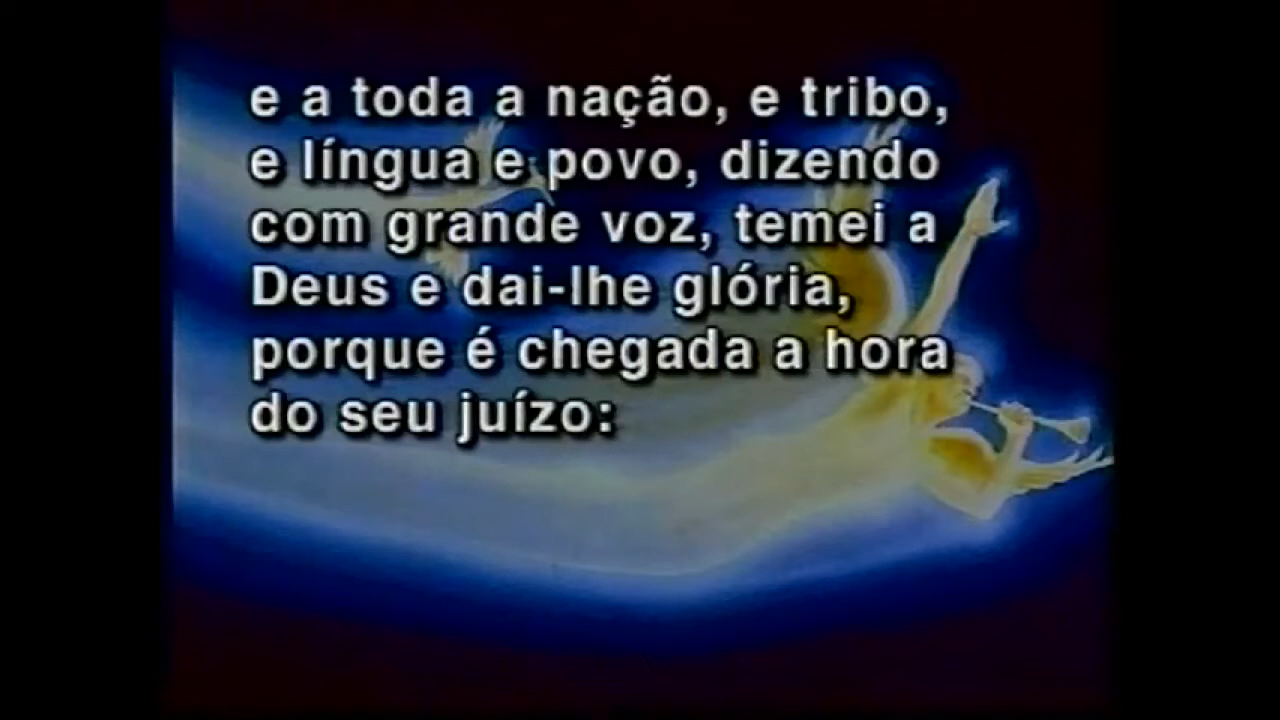 e a toda a nação, e tribo,
e língua e povo, dizendo
com grande voz, temei a
Deus e dai-lhe glória,
porque é chegada a hora
do seu juízo: